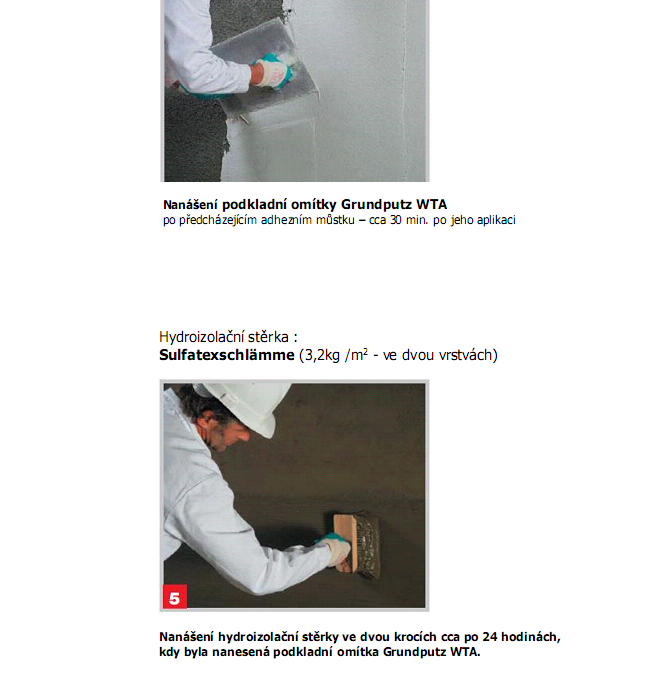 Nanášení podkladní omítky Grundputz WTA
po předcházejícím adhezním můstku – cca 30 min. po jeho aplikaci
Hydroizolační stěrka :
Sulfatexschlämme (3,2kg /m² - ve dvou vrstvách)
5
Nanášení hydroizolační stěrky ve dvou krocích cca po 24 hodinách,
kdy byla nanesená podkladní omítka Grundputz WTA.